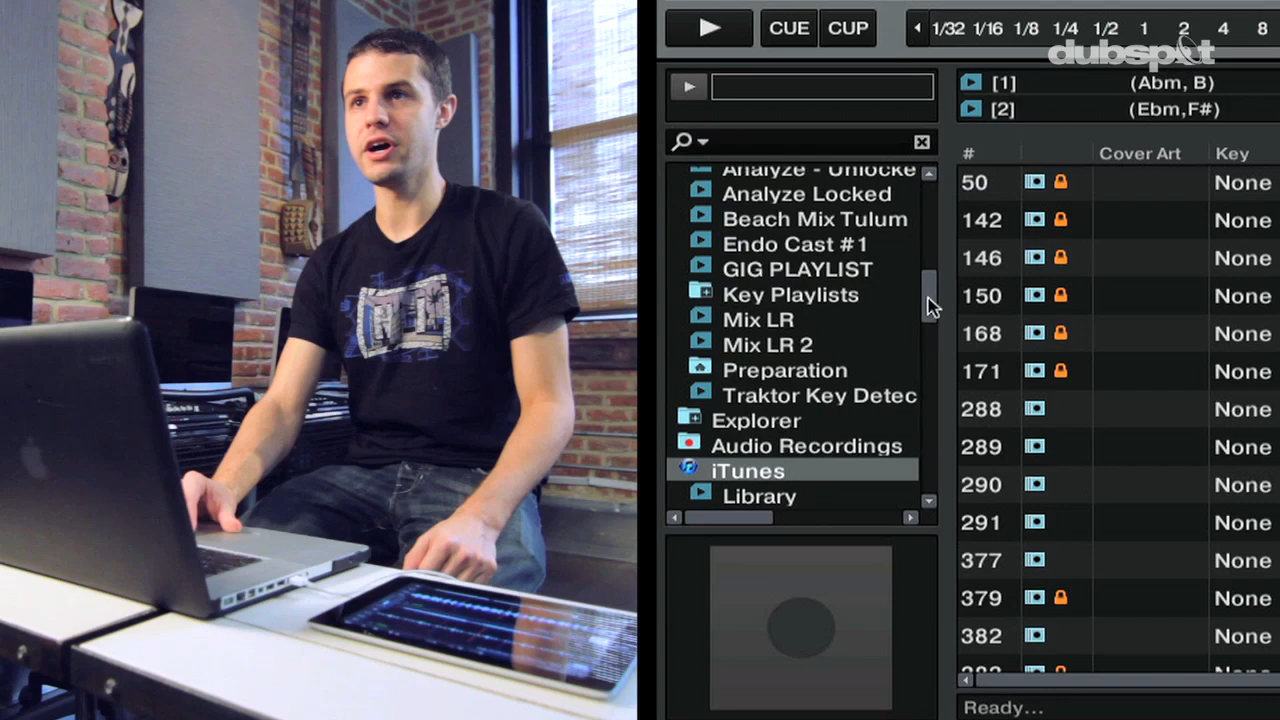 CUE
CUP
1/32 1/16 1/8 1/4 1/2 1 2 4 8
dubspot
[1] (Abm, B)
[2] (Ebm,F#)
# Cover Art Key
Analyze - Unlocke
Analyze Locked
Beach Mix Tulum
Endo Cast #1
GIG PLAYLIST
Key Playlists
Mix LR
Mix LR 2
Preparation
Traktor Key Detec
Explorer
Audio Recordings
iTunes
Library
50 None
142 None
146 None
150 None
168 None
171 None
288 None
289 None
290 None
291 None
377 None
379 None
382 None
Ready...